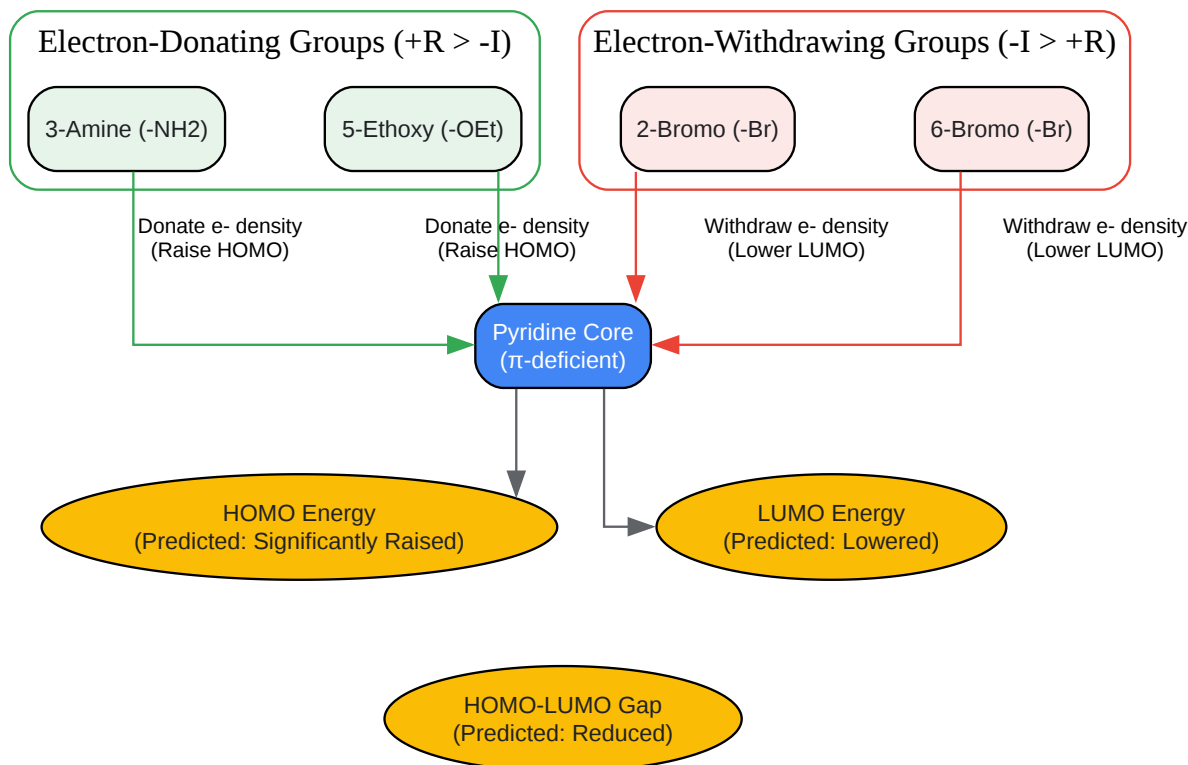 Electron-Donating Groups (+R > -I)
Electron-Withdrawing Groups (-I > +R)
3-Amine (-NH2)
5-Ethoxy (-OEt)
2-Bromo (-Br)
6-Bromo (-Br)
Donate e- density
(Raise HOMO)
Donate e- density
(Raise HOMO)
Withdraw e- density
(Lower LUMO)
Withdraw e- density
(Lower LUMO)
Pyridine Core
(π-deficient)
HOMO Energy
(Predicted: Significantly Raised)
LUMO Energy
(Predicted: Lowered)
HOMO-LUMO Gap
(Predicted: Reduced)